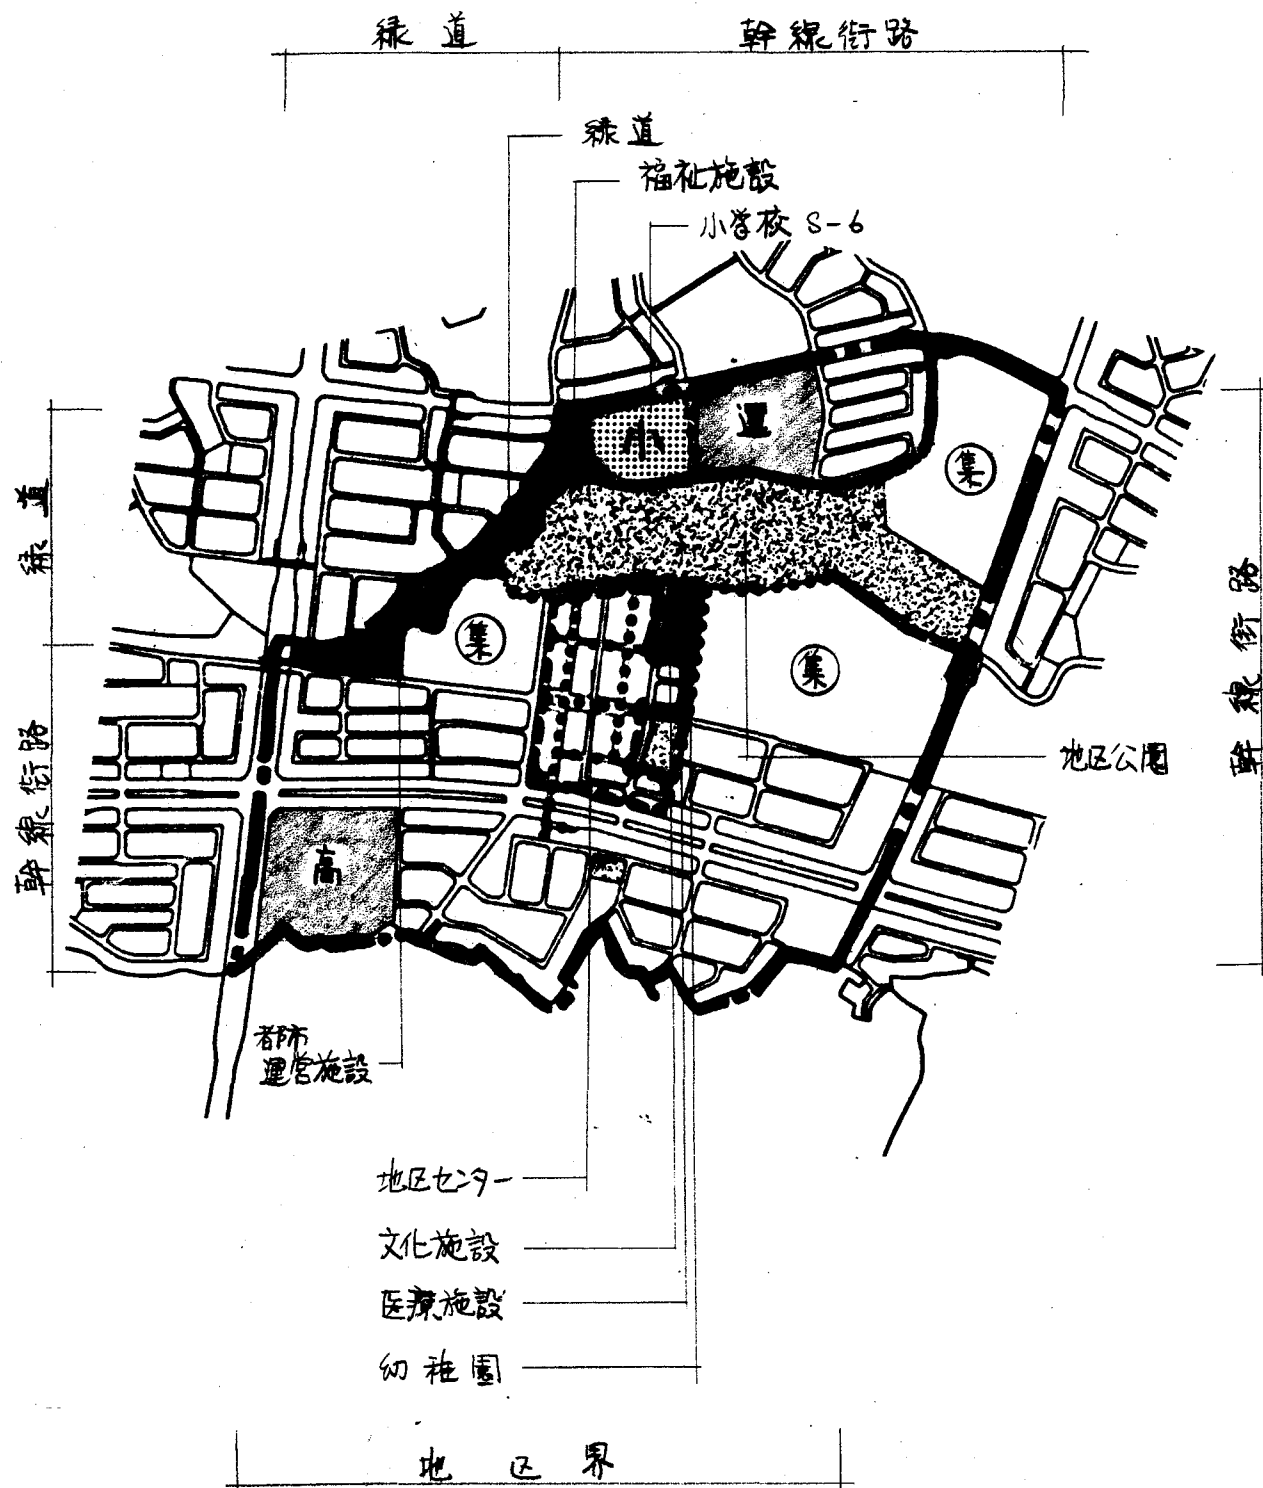 緑道
幹線街路
緑道
福祉施設
小学校 S-6
小
運
集
緑道
集
集
幹線街路
地区公園
幹線街路
高
都市
運営施設
地区センター
文化施設
医療施設
幼稚園
地区界